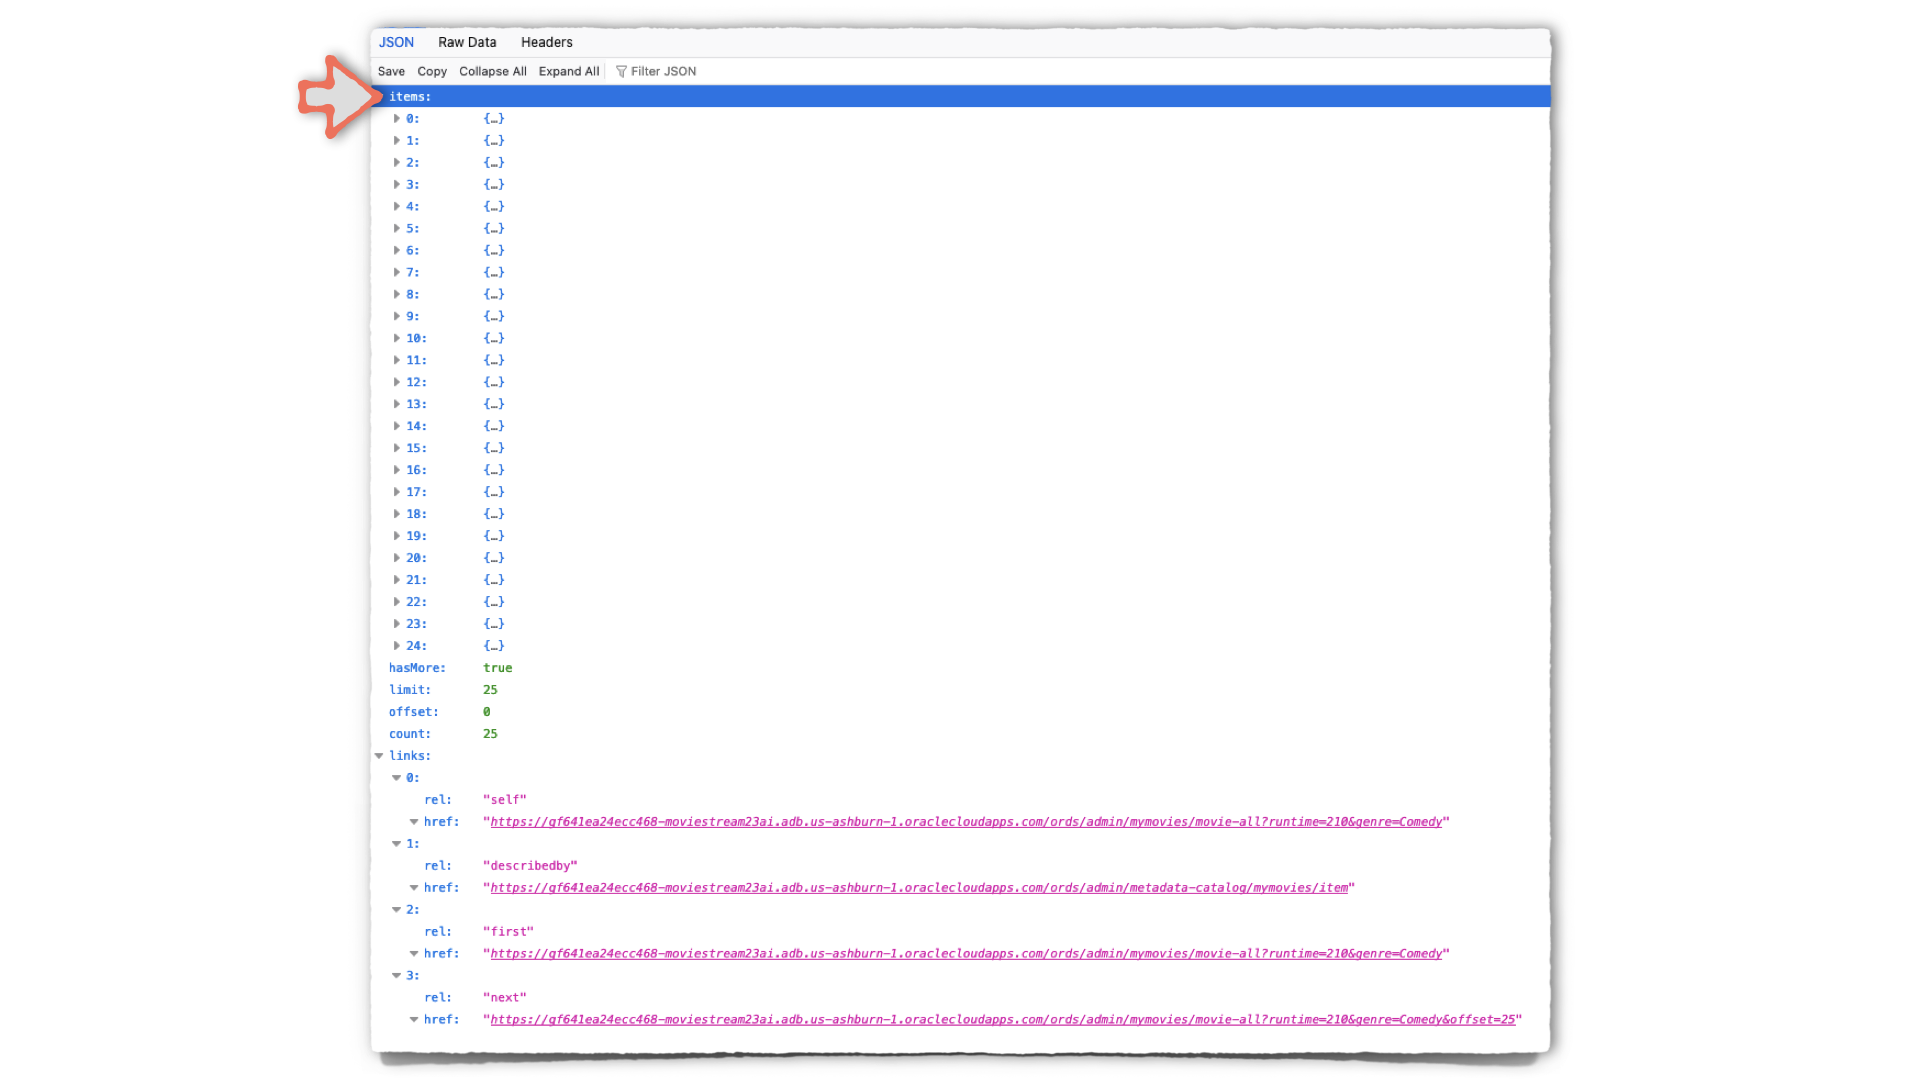 JSON Raw Data Headers
Save Copy Collapse All Expand All Filter JSON
items:
0: {…}
1: {…}
2: {…}
3: {…}
4: {…}
5: {…}
6: {…}
7: {…}
8: {…}
9: {…}
10: {…}
11: {…}
12: {…}
13: {…}
14: {…}
15: {…}
16: {…}
17: {…}
18: {…}
19: {…}
20: {…}
21: {…}
22: {…}
23: {…}
24: {…}
hasMore: true
limit: 25
offset: 0
count: 25
links:
0:
rel: "self"
href: "https://gf641ea24ecc468-moviestream23ai.adb.us-ashburn-1.oraclecloudapps.com/ords/admin/mymovies/movie-all?runtime=210&genre=Comedy"
1:
rel: "describedby"
href: "https://gf641ea24ecc468-moviestream23ai.adb.us-ashburn-1.oraclecloudapps.com/ords/admin/metadata-catalog/mymovies/item"
2:
rel: "first"
href: "https://gf641ea24ecc468-moviestream23ai.adb.us-ashburn-1.oraclecloudapps.com/ords/admin/mymovies/movie-all?runtime=210&genre=Comedy"
3:
rel: "next"
href: "https://gf641ea24ecc468-moviestream23ai.adb.us-ashburn-1.oraclecloudapps.com/ords/admin/mymovies/movie-all?runtime=210&genre=Comedy&offset=25"